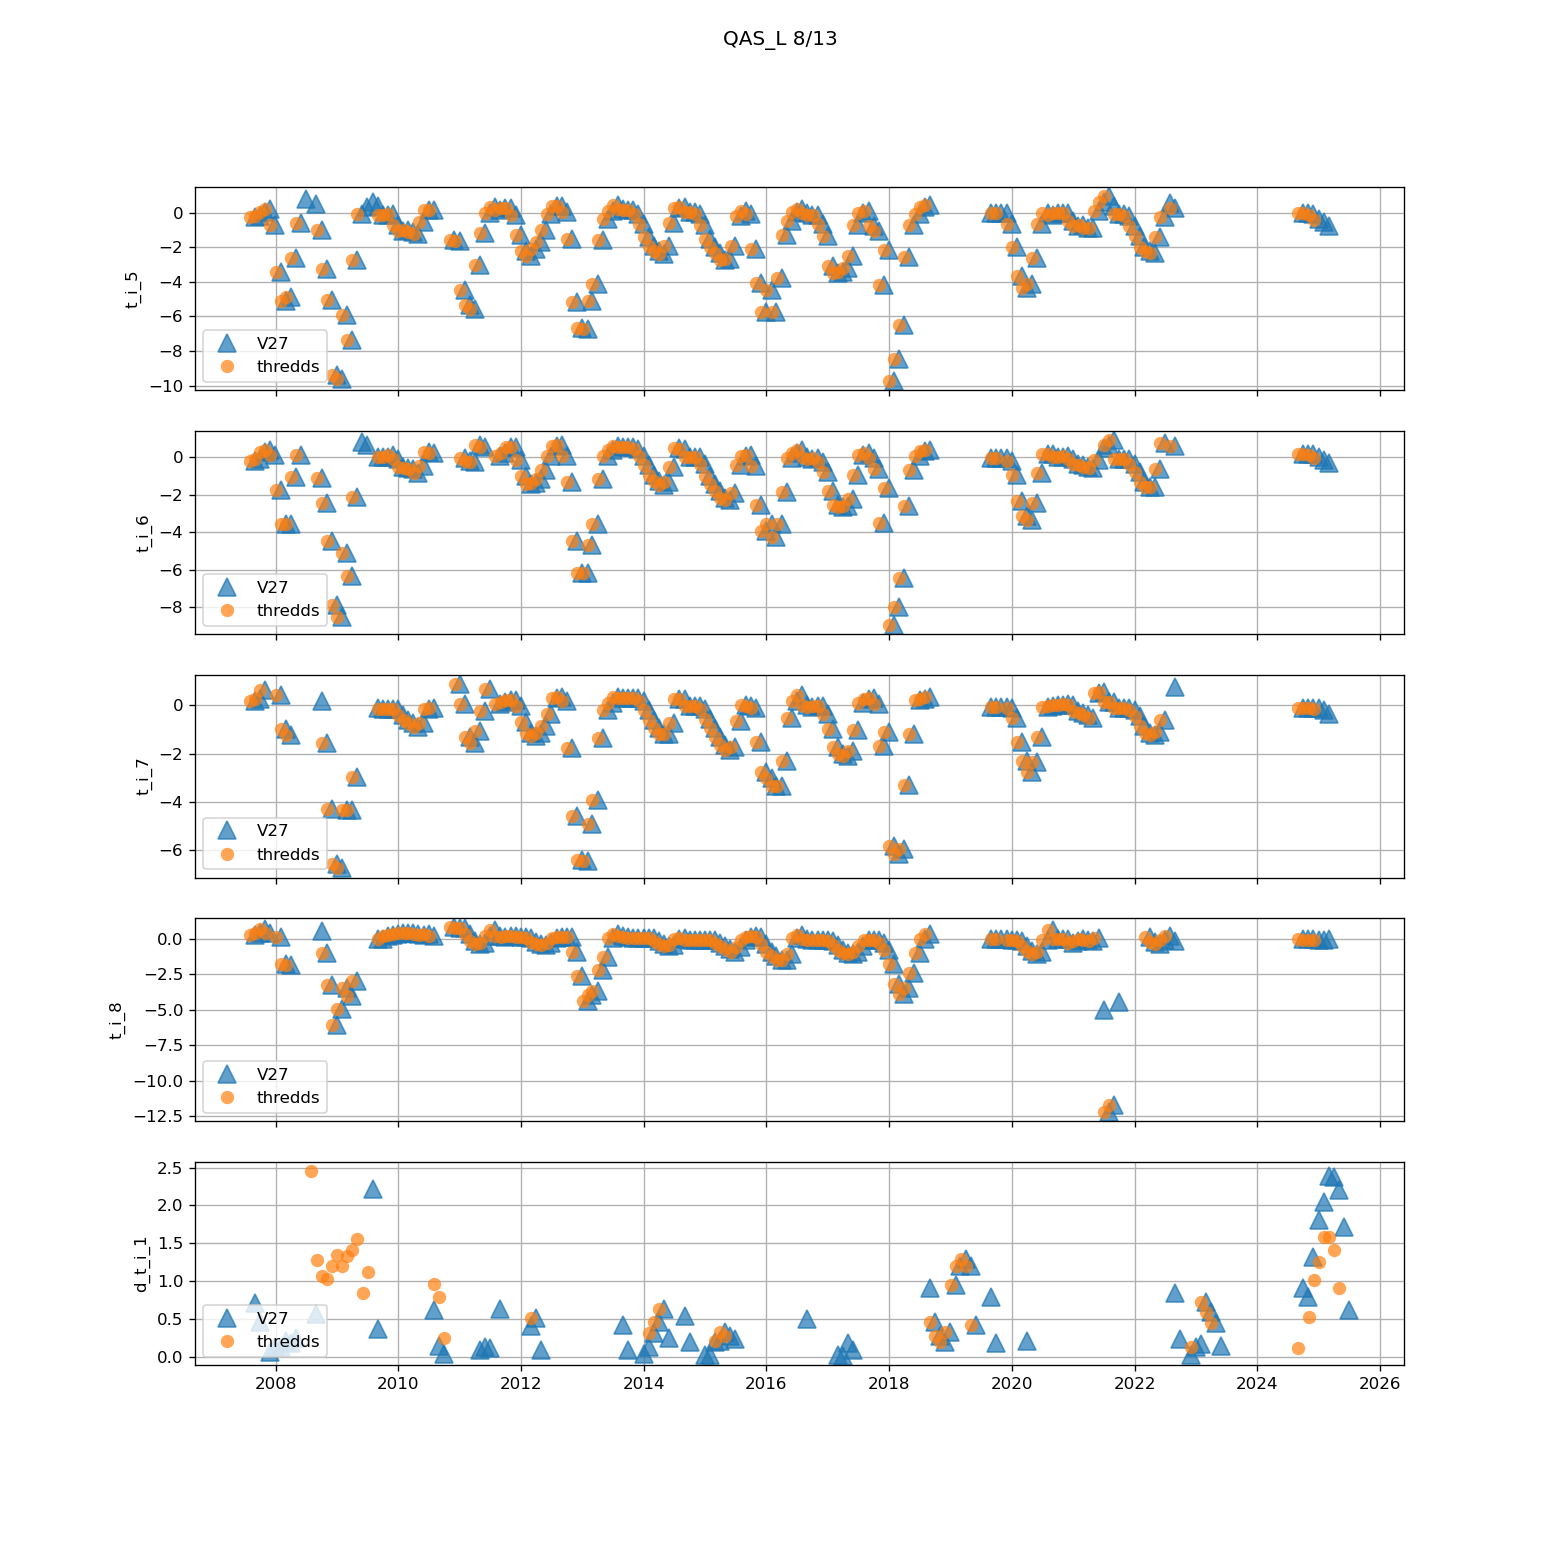 QAS_L 8/13
0
−2
−4
−6
−8
−10
t_i_5
V27
thredds
0
−2
−4
−6
−8
t_i_6
V27
thredds
0
−2
−4
−6
t_i_7
V27
thredds
0.0
−2.5
−5.0
−7.5
−10.0
−12.5
t_i_8
V27
thredds
2.5
2.0
1.5
1.0
0.5
0.0
d_t_i_1
V27
thredds
2008 2010 2012 2014 2016 2018 2020 2022 2024 2026